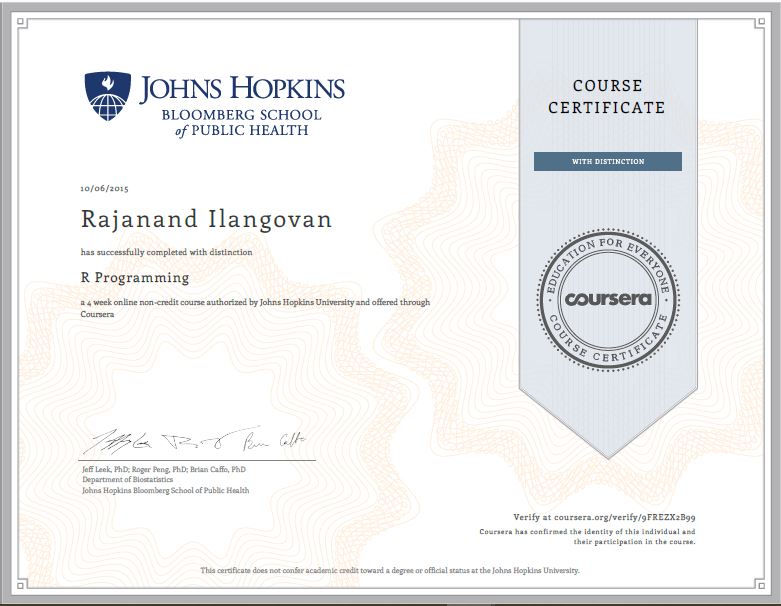 JOHNS HOPKINS
BLOOMBERG SCHOOL
of PUBLIC HEALTH
COURSE
CERTIFICATE
WITH DISTINCTION
10/06/2015
Rajanand Ilangovan
has successfully completed with distinction
R Programming
a 4 week online non-credit course authorized by Johns Hopkins University and offered through
Coursera
EDUCATION FOR EVERYONE
coursera
COURSE CERTIFICATE
Jeff Leek, PhD; Roger Peng, PhD; Brian Caffo, PhD
Department of Biostatistics
Johns Hopkins Bloomberg School of Public Health
Verify at coursera.org/verify/9FREZX2B99
Coursera has confirmed the identity of this individual and
their participation in the course.
This certificate does not confer academic credit toward a degree or official status at the Johns Hopkins University.